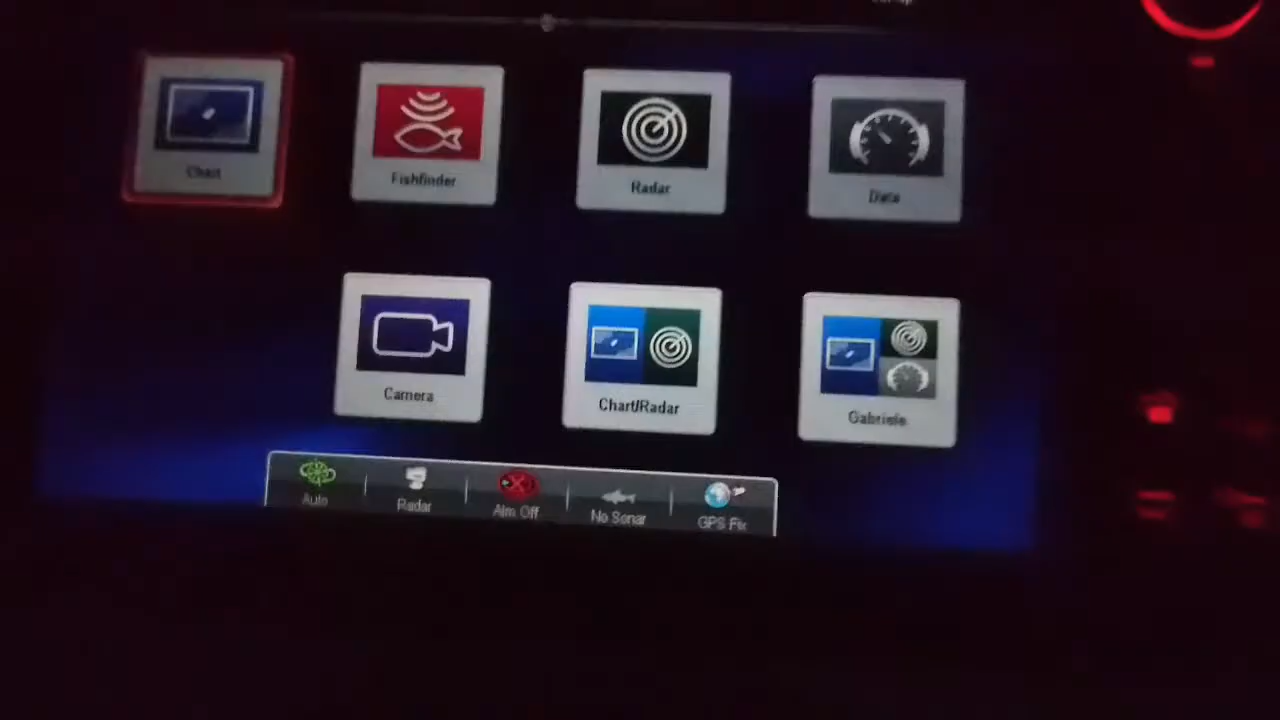 Chart
Fishfinder
Radar
Data
Camera
Chart/Radar
Gabriele
Auto
Radar
Alm Off
No Sonar
GPS Fix